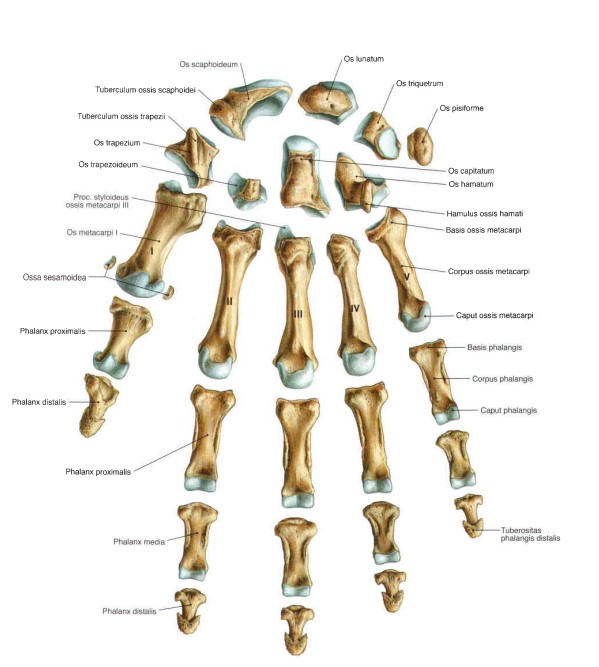 Os lunatum
Os scaphoideum
Os triquetrum
Tuberculum ossis scaphoidei
Os pisiforme
Tuberculum ossis trapezii
Os trapezium
Os trapezoideum
Os capitatum
Os hamatum
Proc. styloideus
ossis metacarpi III
Hamulus ossis hamati
Basis ossis metacarpi
Os metacarpi I
I
Corpus ossis metacarpi
V
Ossa sesamoidea
II
III
IV
Caput ossis metacarpi
Phalanx proximalis
Basis phalangis
Corpus phalangis
Phalanx distalis
Caput phalangis
Phalanx proximalis
Tuberositas
phalangis distalis
Phalanx media
Phalanx distalis